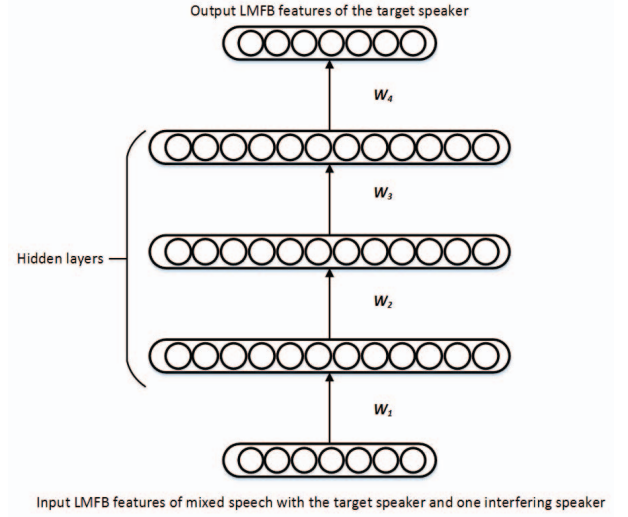 Output LMFB features of the target speaker
W4
W3
Hidden layers
W2
W1
Input LMFB features of mixed speech with the target speaker and one interfering speaker